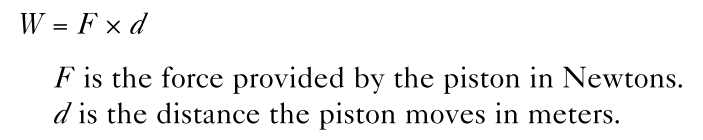 W = F × d
F is the force provided by the piston in Newtons.
d is the distance the piston moves in meters.